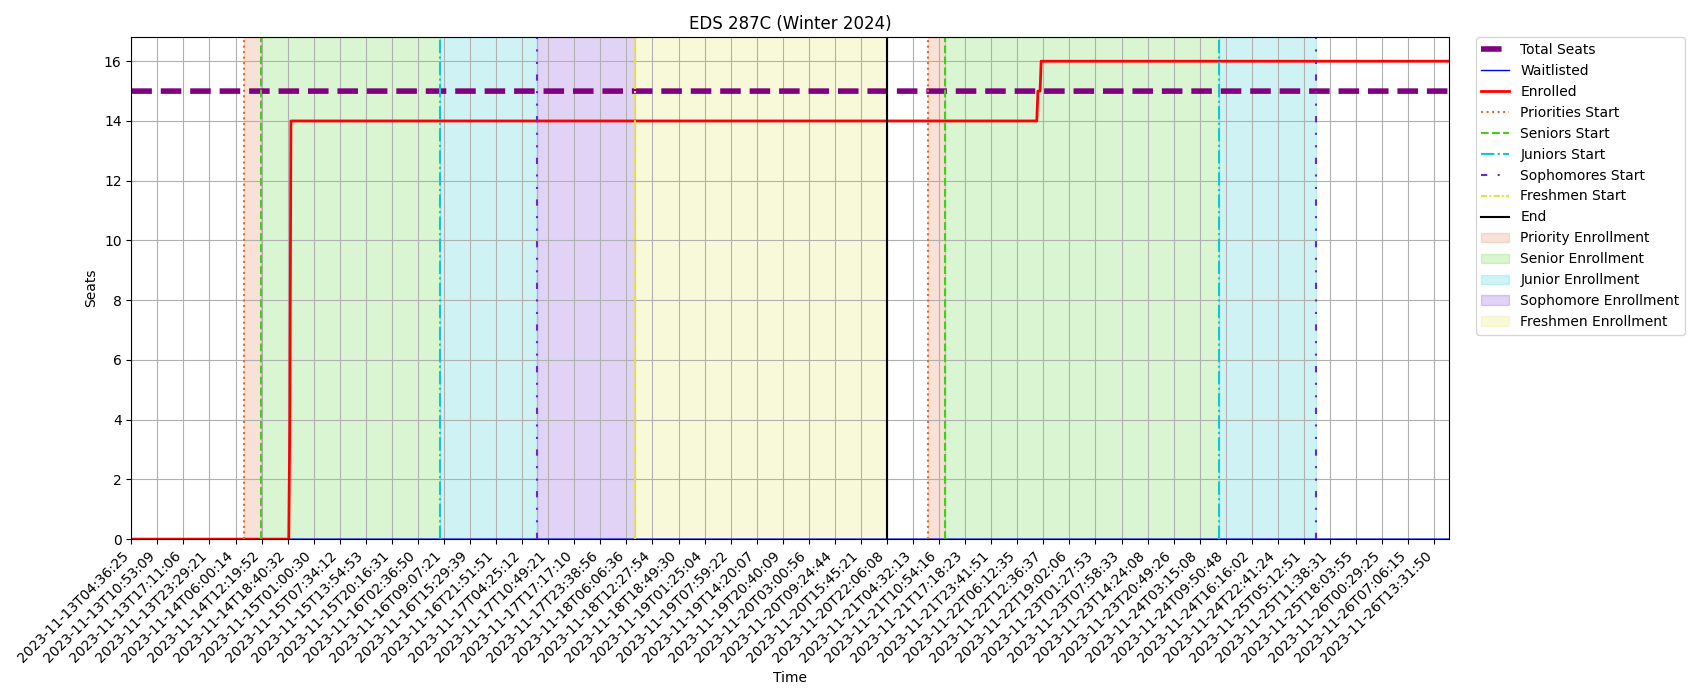 EDS 287C (Winter 2024)
Seats
16
14
12
10
8
6
4
2
0
2023-11-13T04:36:25
2023-11-13T10:53:09
2023-11-13T17:11:06
2023-11-13T23:29:21
2023-11-14T06:00:14
2023-11-14T12:19:52
2023-11-14T18:40:32
2023-11-15T01:00:30
2023-11-15T07:34:12
2023-11-15T13:54:53
2023-11-15T20:16:31
2023-11-16T02:36:50
2023-11-16T09:07:21
2023-11-16T15:29:39
2023-11-16T21:51:51
2023-11-17T04:25:12
2023-11-17T10:49:21
2023-11-17T17:17:10
2023-11-17T23:38:56
2023-11-18T06:06:36
2023-11-18T12:27:54
2023-11-18T18:49:30
2023-11-19T01:25:04
2023-11-19T07:59:22
2023-11-19T14:20:07
2023-11-19T20:40:09
2023-11-20T03:00:56
2023-11-20T09:24:44
2023-11-20T15:45:21
2023-11-20T22:06:08
2023-11-21T04:32:13
2023-11-21T10:54:16
2023-11-21T17:18:23
2023-11-21T23:41:51
2023-11-22T06:12:35
2023-11-22T12:36:37
2023-11-22T19:02:06
2023-11-23T01:27:53
2023-11-23T07:58:33
2023-11-23T14:24:08
2023-11-23T20:49:26
2023-11-24T03:15:08
2023-11-24T09:50:48
2023-11-24T16:16:02
2023-11-24T22:41:24
2023-11-25T05:12:51
2023-11-25T11:38:31
2023-11-25T18:03:55
2023-11-26T00:29:25
2023-11-26T07:06:15
2023-11-26T13:31:50
Time
Total Seats
Waitlisted
Enrolled
Priorities Start
Seniors Start
Juniors Start
Sophomores Start
Freshmen Start
End
Priority Enrollment
Senior Enrollment
Junior Enrollment
Sophomore Enrollment
Freshmen Enrollment